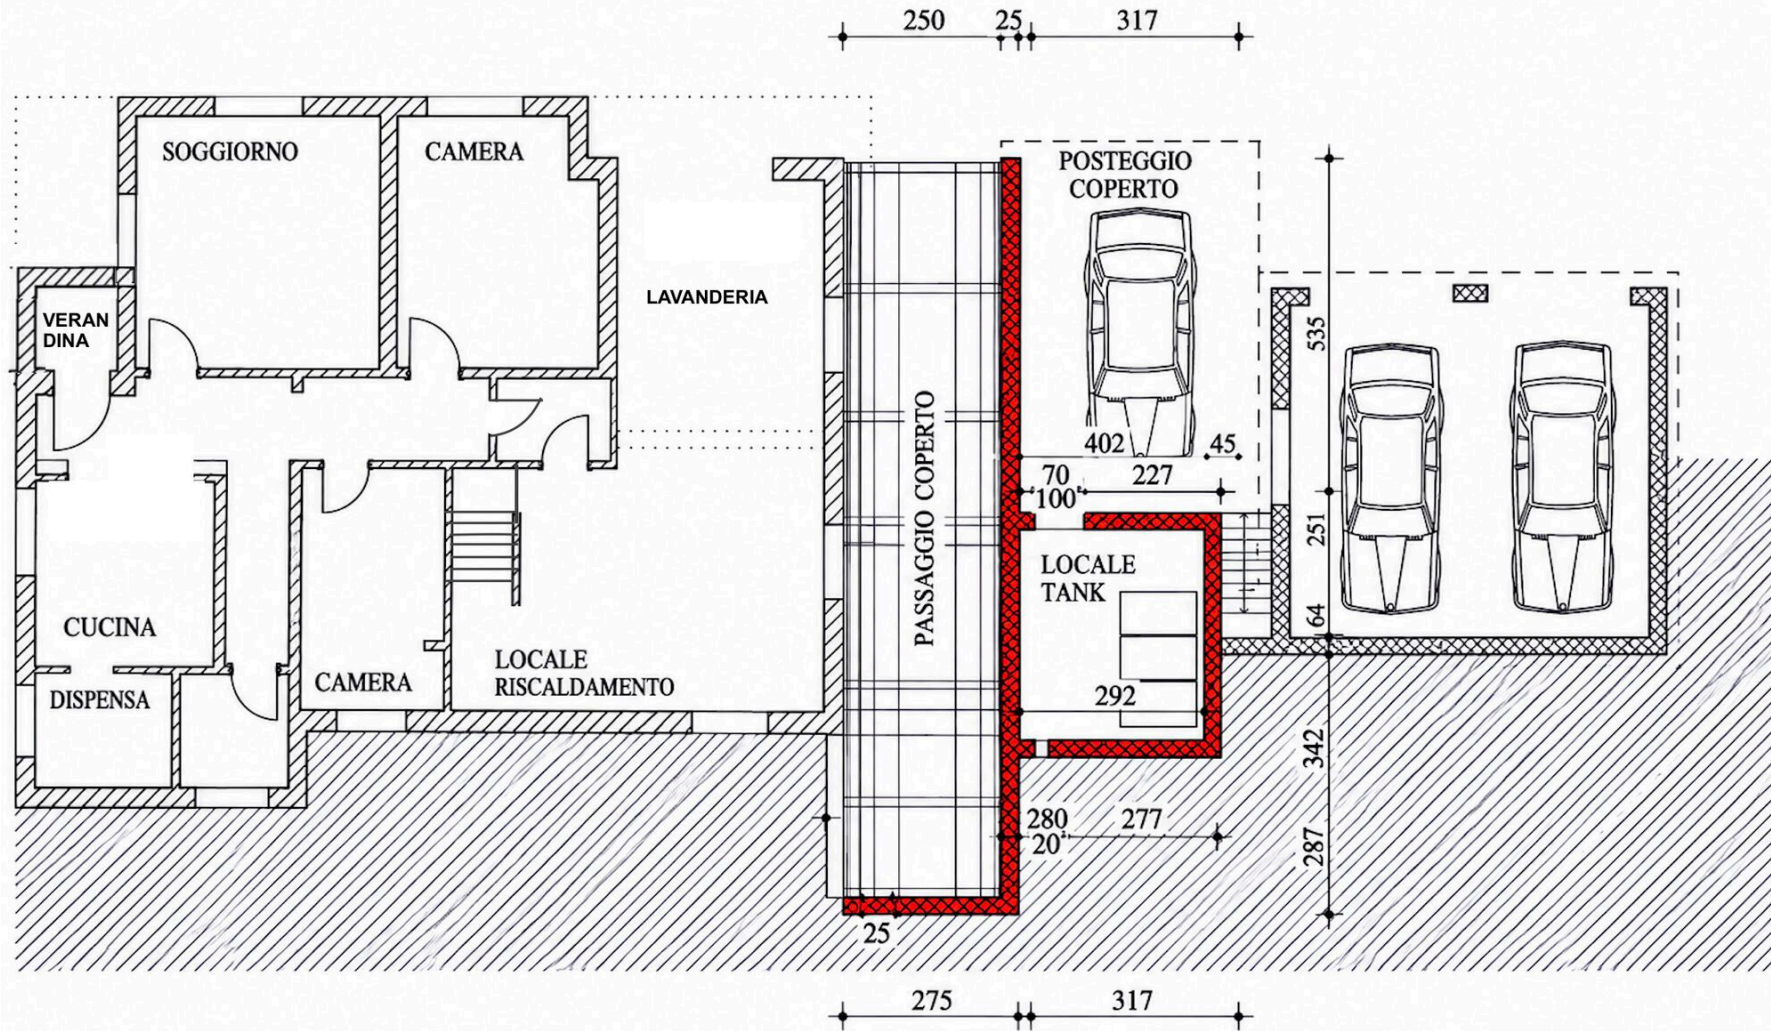 250 25 317
SOGGIORNO
CAMERA
POSTEGGIO
COPERTO
LAVANDERIA
VERAN
DINA
535
PASSAGGIO COPERTO
402 45
70 227
100
251
LOCALE
TANK
64
CUCINA
LOCALE
RISCALDAMENTO
CAMERA
DISPENSA
292
342
280 277
20
287
25
275 317